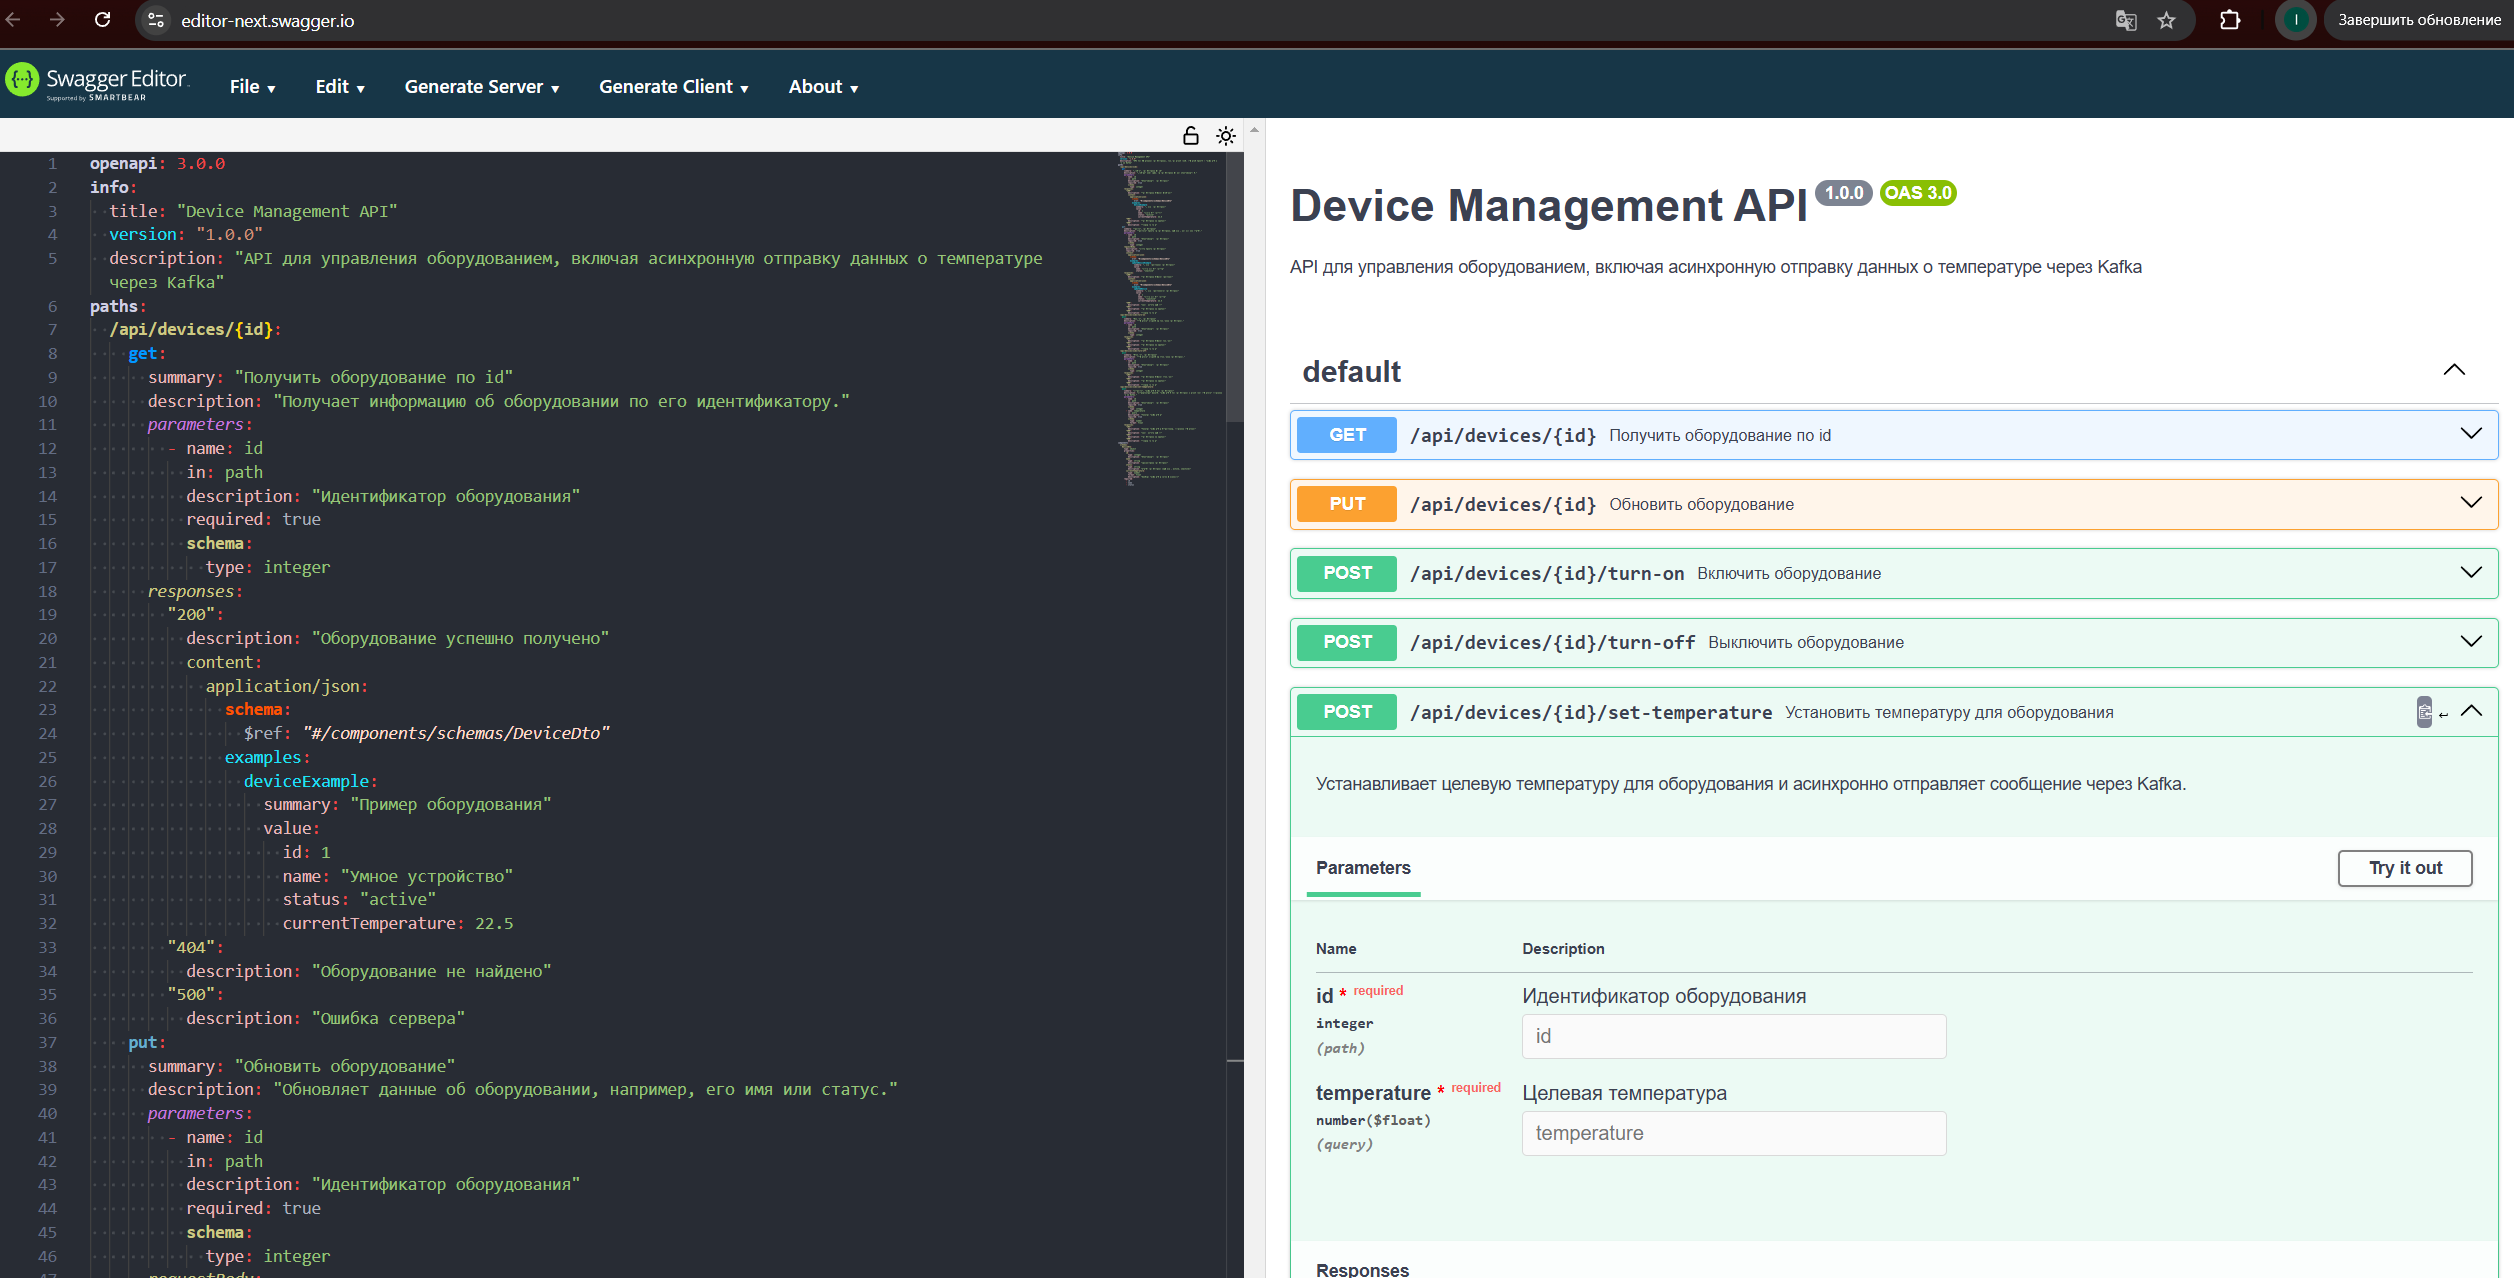 editor-next.swagger.io
I
Завершить обновление
Swagger Editor
Supported by SMARTBEAR
File
Edit
Generate Server
Generate Client
About
1 openapi: 3.0.0
2 info:
3 title: "Device Management API"
4 version: "1.0.0"
5 description: "API для управления оборудованием, включая асинхронную отправку данных о температуре
через Kafka"
6 paths:
7 /api/devices/{id}:
8 get:
9 summary: "Получить оборудование по id"
10 description: "Получает информацию об оборудовании по его идентификатору."
11 parameters:
12 - name: id
13 in: path
14 description: "Идентификатор оборудования"
15 required: true
16 schema:
17 type: integer
18 responses:
19 "200":
20 description: "Оборудование успешно получено"
21 content:
22 application/json:
23 schema:
24 $ref: "#/components/schemas/DeviceDto"
25 examples:
26 deviceExample:
27 summary: "Пример оборудования"
28 value:
29 id: 1
30 name: "Умное устройство"
31 status: "active"
32 currentTemperature: 22.5
33 "404":
34 description: "Оборудование не найдено"
35 "500":
36 description: "Ошибка сервера"
37 put:
38 summary: "Обновить оборудование"
39 description: "Обновляет данные об оборудовании, например, его имя или статус."
40 parameters:
41 - name: id
42 in: path
43 description: "Идентификатор оборудования"
44 required: true
45 schema:
46 type: integer
47 requestBody:
Device Management API 1.0.0 OAS 3.0
API для управления оборудованием, включая асинхронную отправку данных о температуре через Kafka
default
GET /api/devices/{id} Получить оборудование по id
PUT /api/devices/{id} Обновить оборудование
POST /api/devices/{id}/turn-on Включить оборудование
POST /api/devices/{id}/turn-off Выключить оборудование
POST /api/devices/{id}/set-temperature Установить температуру для оборудования
Устанавливает целевую температуру для оборудования и асинхронно отправляет сообщение через Kafka.
Parameters
Try it out
Name Description
id * required Идентификатор оборудования
integer
id
(path)
temperature * required Целевая температура
number($float)
temperature
(query)
Responses